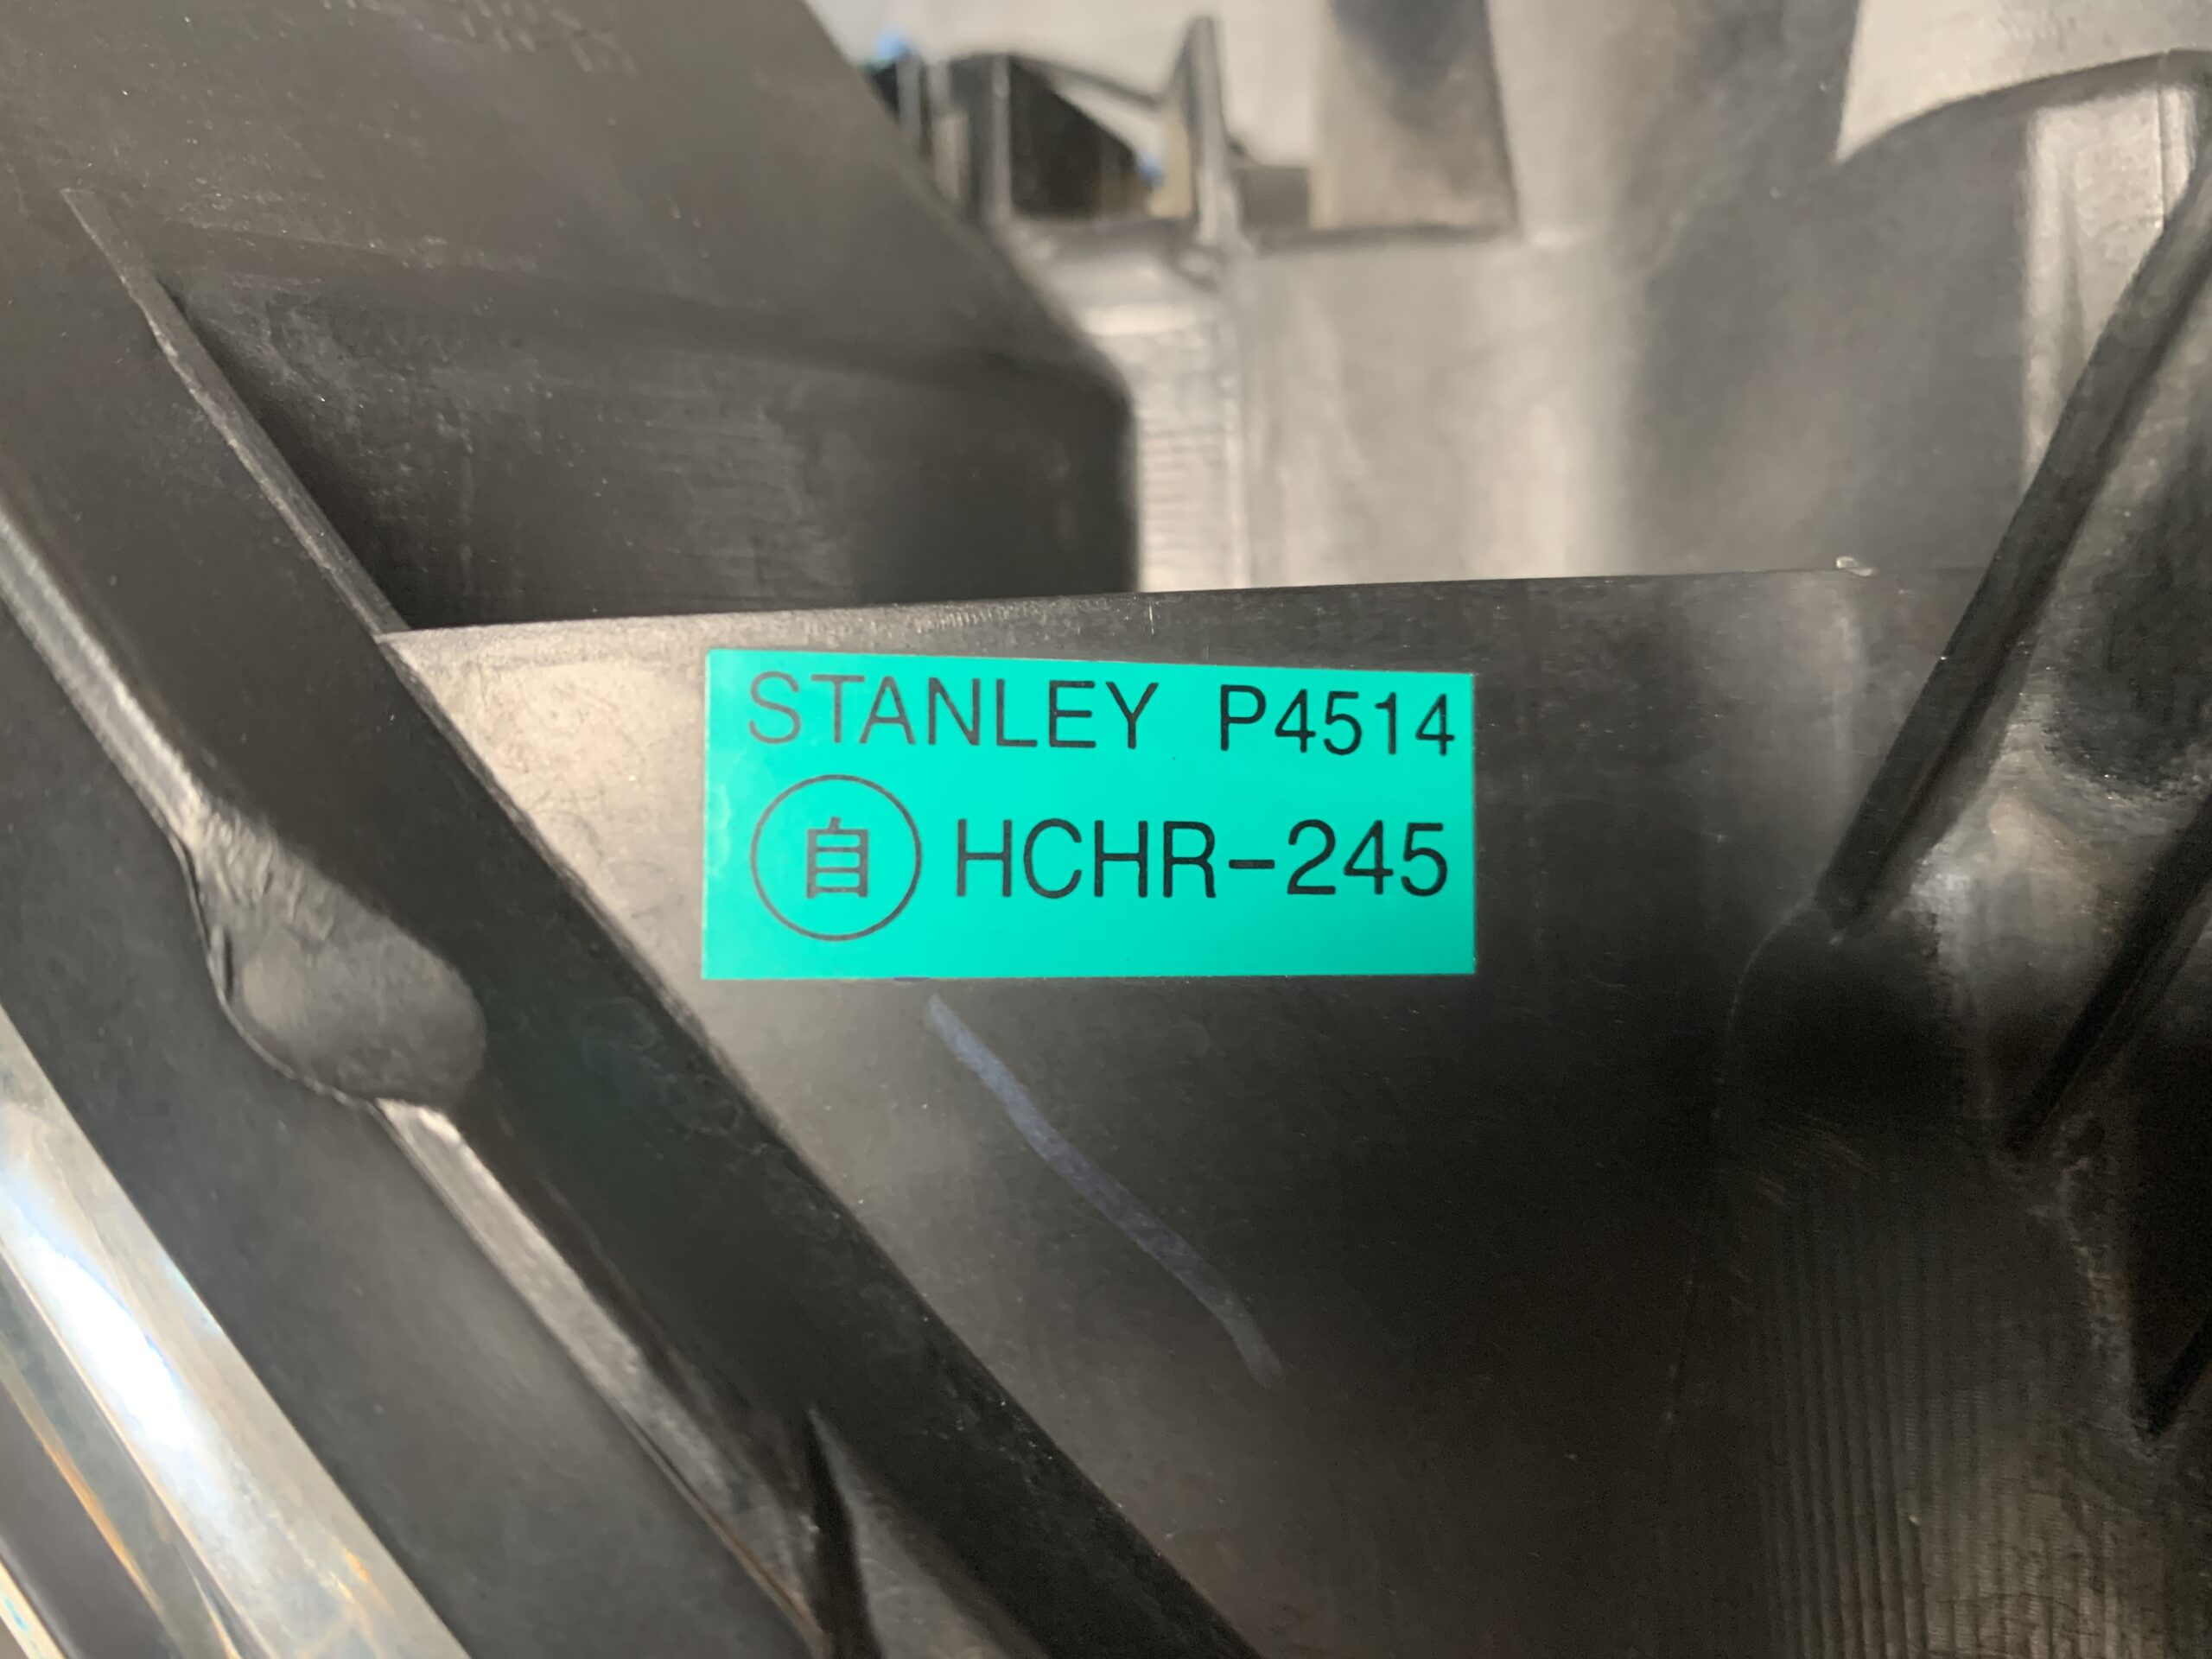 STANLEY P4514
自 HCHR-245